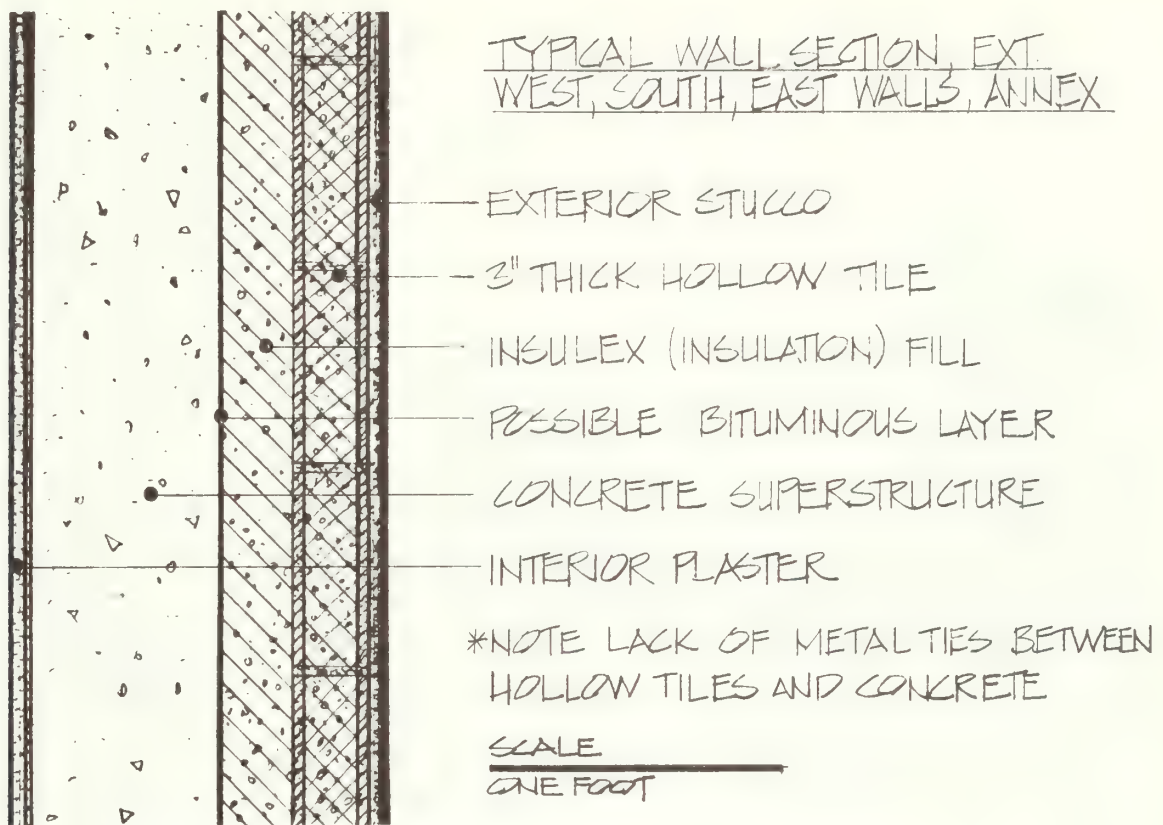 TYPICAL WALL SECTION, EXT.
WEST, SOUTH, EAST WALLS, ANNEX
EXTERIOR STUCCO
3" THICK HOLLOW TILE
INSULEX (INSULATION) FILL
POSSIBLE BITUMINOUS LAYER
CONCRETE SUPERSTRUCTURE
INTERIOR PLASTER
*NOTE LACK OF METAL TIES BETWEEN
HOLLOW TILES AND CONCRETE
SCALE
ONE FOOT